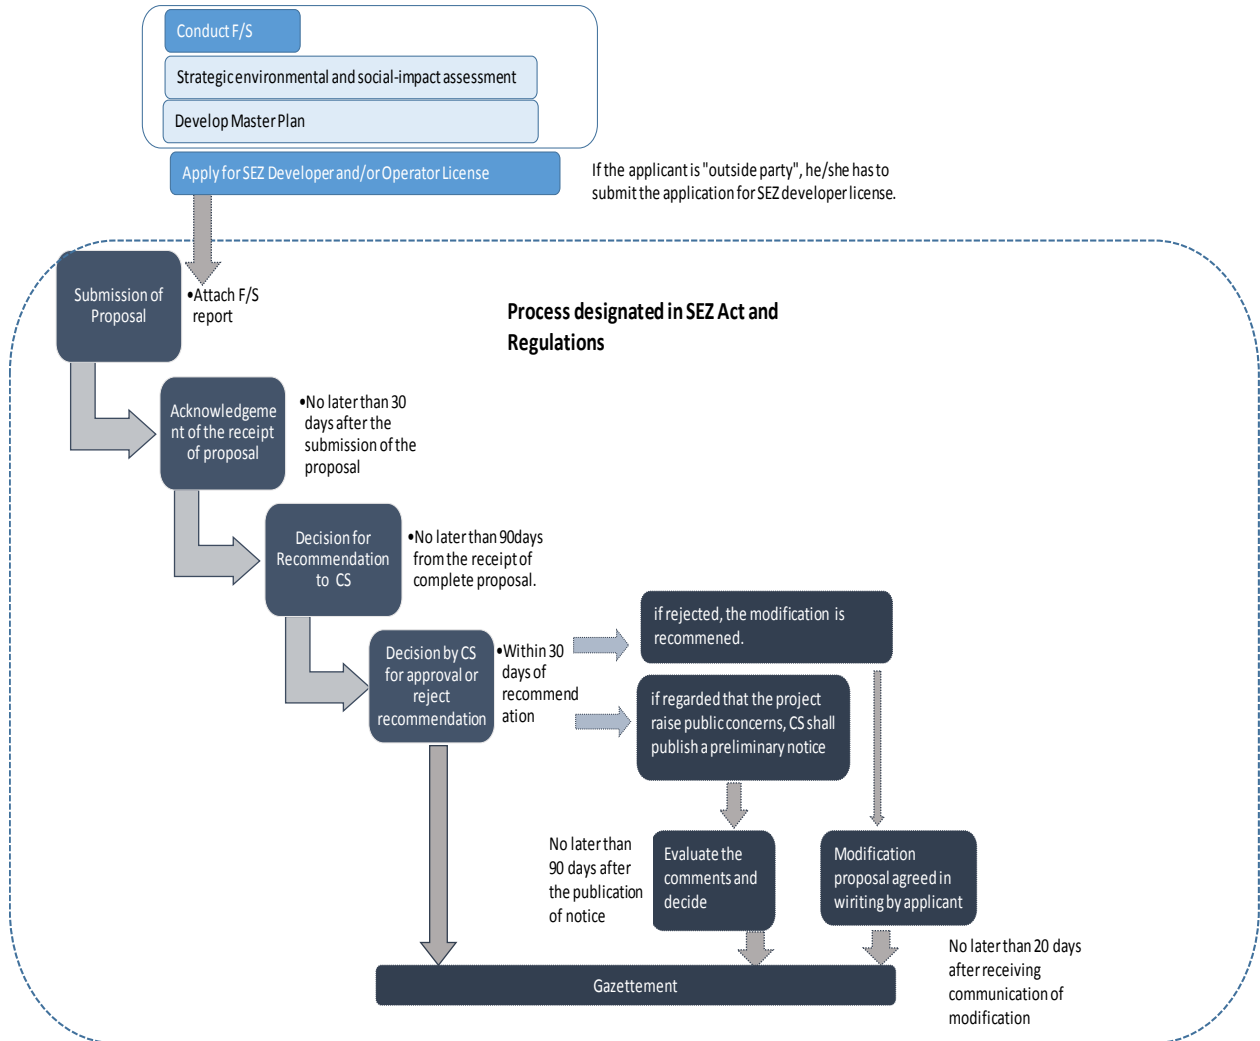 Conduct F/S
Strategic environmental and social-impact assessment
Develop Master Plan
Apply for SEZ Developer and/or Operator License
If the applicant is "outside party", he/she has to
submit the application for SEZ developer license.
Submission of
Proposal
•Attach F/S
report
Process designated in SEZ Act and
Regulations
Acknowledgeme
nt of the receipt
of proposal
•No later than 30
days after the
submission of the
proposal
Decision for
Recommendation
to CS
•No later than 90days
from the receipt of
complete proposal.
Decision by CS
for approval or
reject
recommendation
•Within 30
days of
recommend
ation
if rejected, the modification is
recommened.
if regarded that the project
raise public concerns, CS shall
publish a preliminary notice
No later than
90 days after
the publication
of notice
Evaluate the
comments and
decide
Modification
proposal agreed in
wiriting by applicant
No later than 20 days
after receiving
communication of
modification
Gazettement